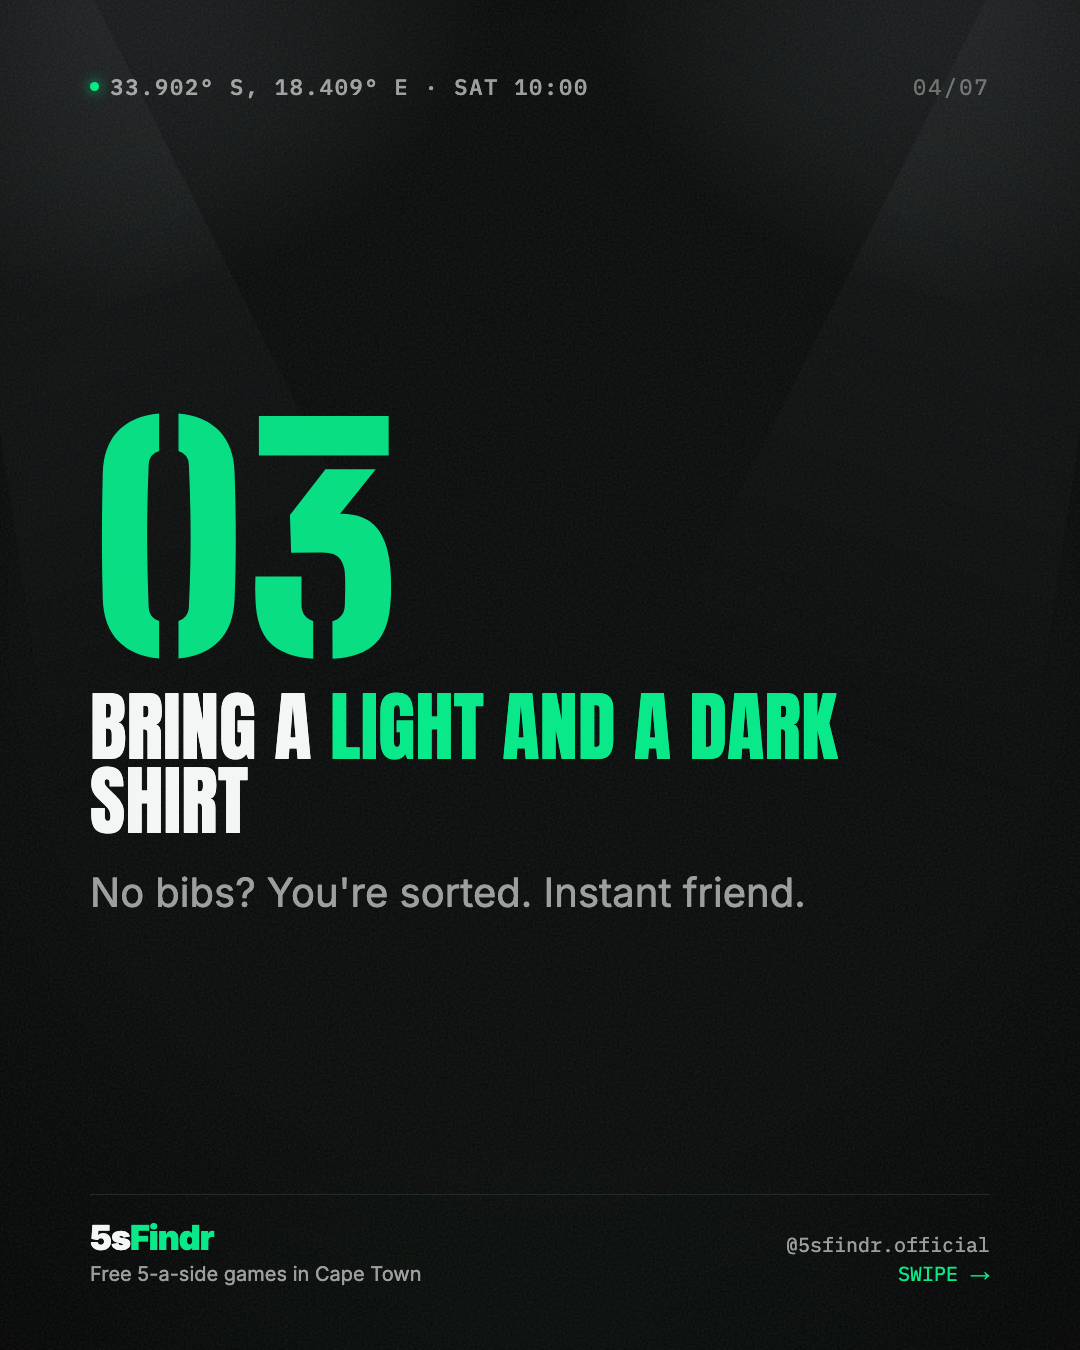 33.902° S, 18.409° E · SAT 10:00
04/07
03
BRING A LIGHT AND A DARK
SHIRT
No bibs? You're sorted. Instant friend.
5sFindr
Free 5-a-side games in Cape Town
@5sfindr.official
SWIPE →